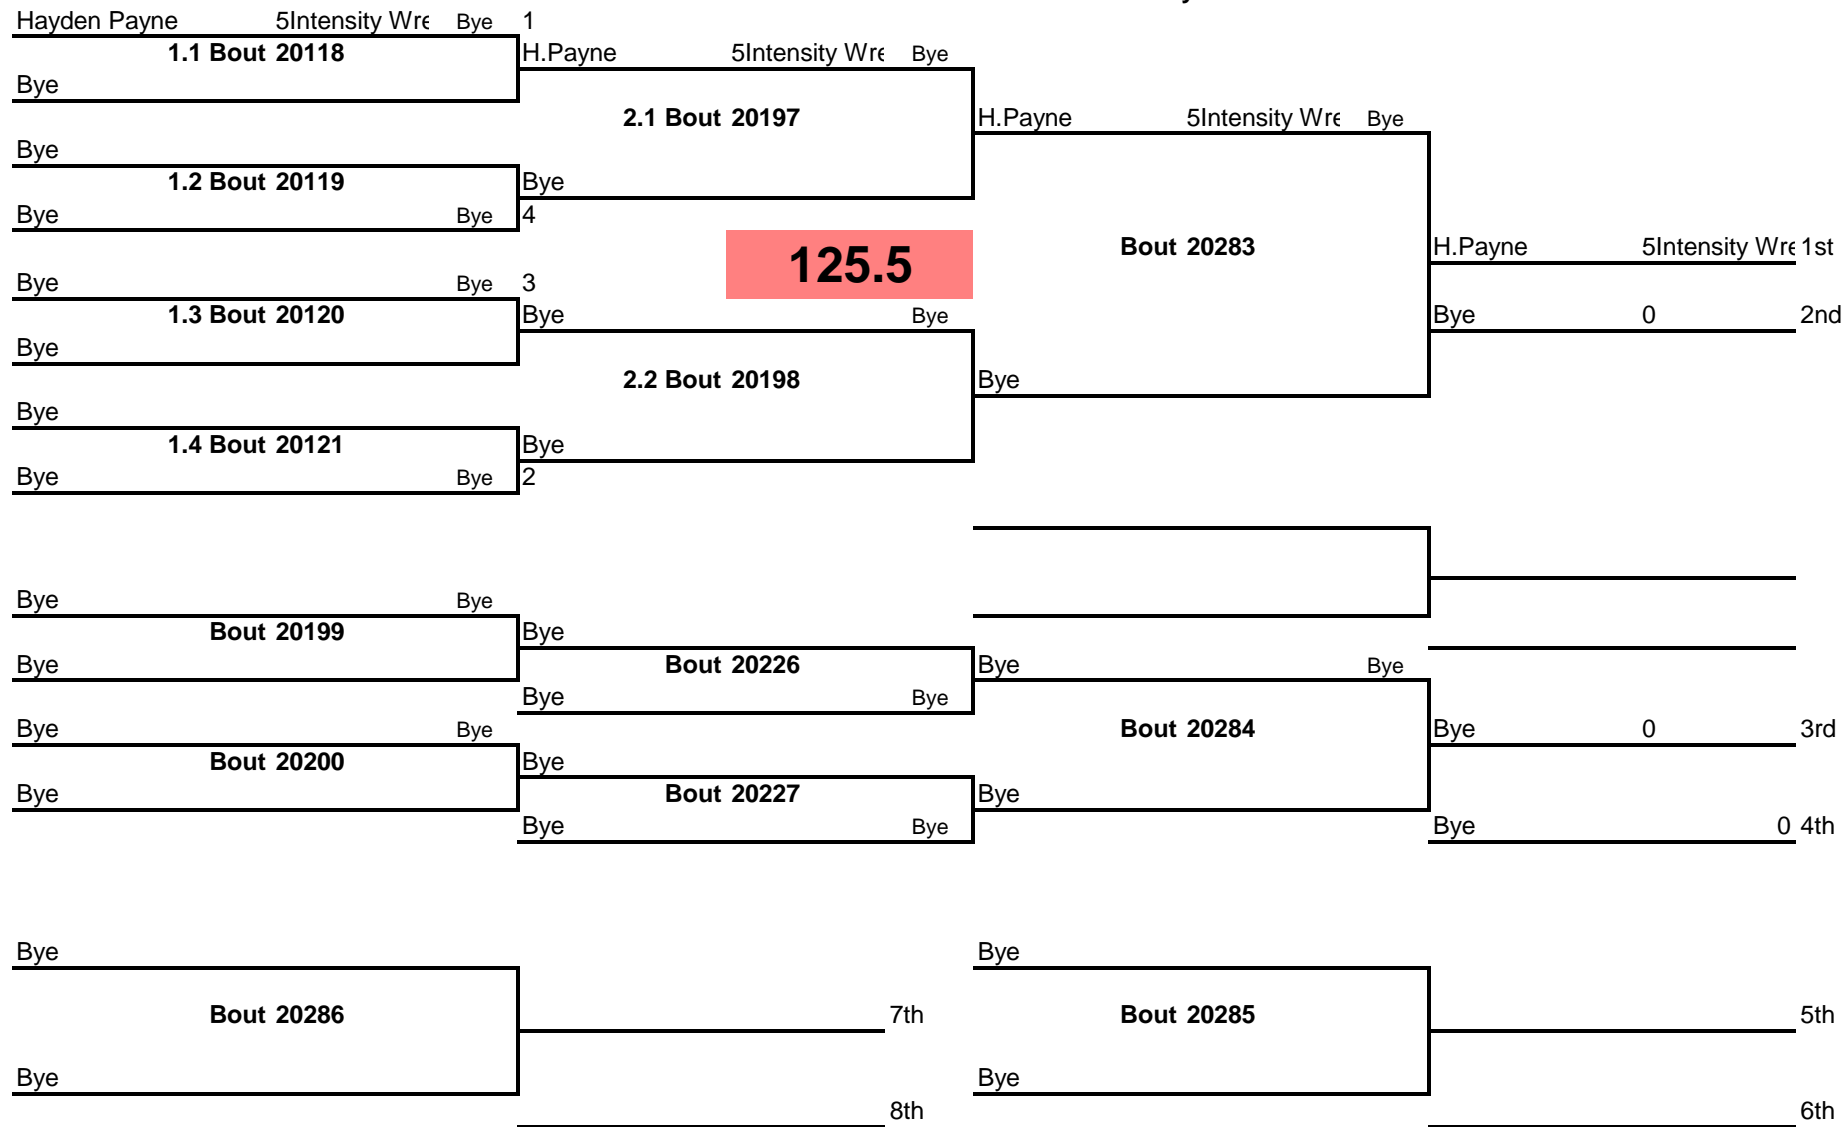 Hayden Payne 5Intensity Wre Bye 1
1.1 Bout 20118 H.Payne 5Intensity Wre Bye
Bye
2.1 Bout 20197 H.Payne 5Intensity Wre Bye
Bye
1.2 Bout 20119 Bye
Bye Bye 4
125.5 Bout 20283 H.Payne 5Intensity Wre 1st
Bye Bye 3
1.3 Bout 20120 Bye Bye Bye 0 2nd
Bye
2.2 Bout 20198 Bye
Bye
1.4 Bout 20121 Bye
Bye Bye 2
Bye Bye
Bout 20199 Bye
Bye Bout 20226 Bye Bye
Bye Bye
Bye Bye Bout 20284 Bye 0 3rd
Bout 20200 Bye
Bye Bout 20227 Bye
Bye Bye Bye 0 4th
Bye Bye
Bout 20286 7th Bout 20285 5th
Bye Bye
8th 6th